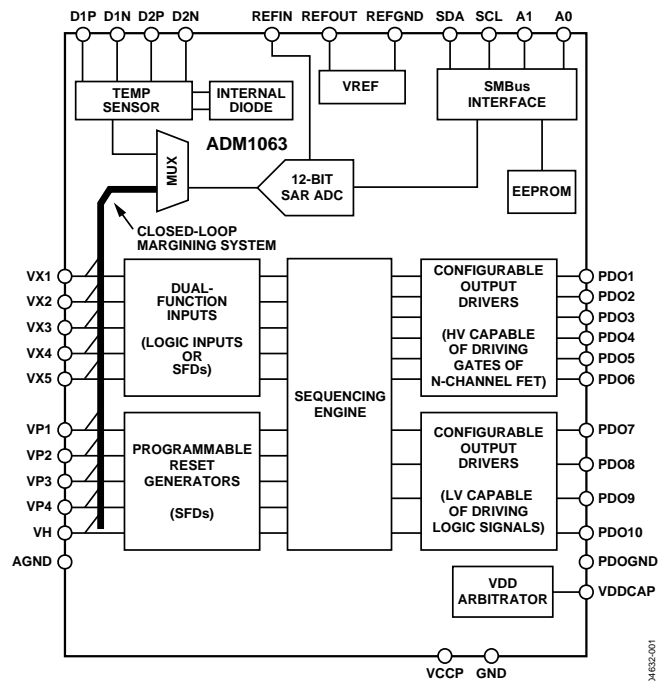 D1P D1N D2P D2N REFIN REFOUT REFGND SDA SCL A1 A0
TEMP
SENSOR
INTERNAL
DIODE
VREF
SMBus
INTERFACE
ADM1063
MUX
12-BIT
SAR ADC
EEPROM
CLOSED-LOOP
MARGINING SYSTEM
VX1
VX2
VX3
VX4
VX5
DUAL-
FUNCTION
INPUTS
(LOGIC INPUTS
OR
SFDs)
VP1
VP2
VP3
VP4
VH
AGND
PROGRAMMABLE
RESET
GENERATORS
(SFDs)
SEQUENCING
ENGINE
CONFIGURABLE
OUTPUT
DRIVERS
(HV CAPABLE
OF DRIVING
GATES OF
N-CHANNEL FET)
PDO1
PDO2
PDO3
PDO4
PDO5
PDO6
CONFIGURABLE
OUTPUT
DRIVERS
(LV CAPABLE
OF DRIVING
LOGIC SIGNALS)
PDO7
PDO8
PDO9
PDO10
PDOGND
VDD
ARBITRATOR
VDDCAP
VCCP GND
04632-001